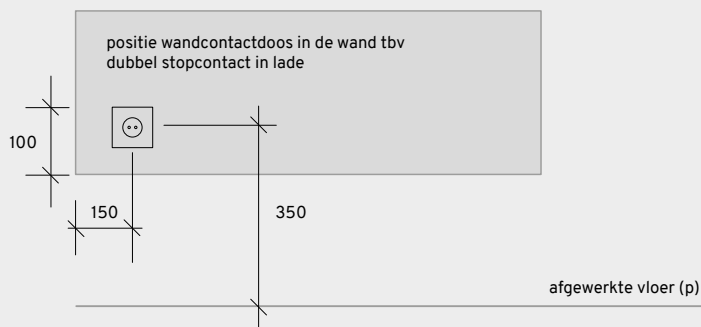 positie wandcontactdoos in de wand tbv
dubbel stopcontact in lade
100
150
350
afgewerkte vloer (p)